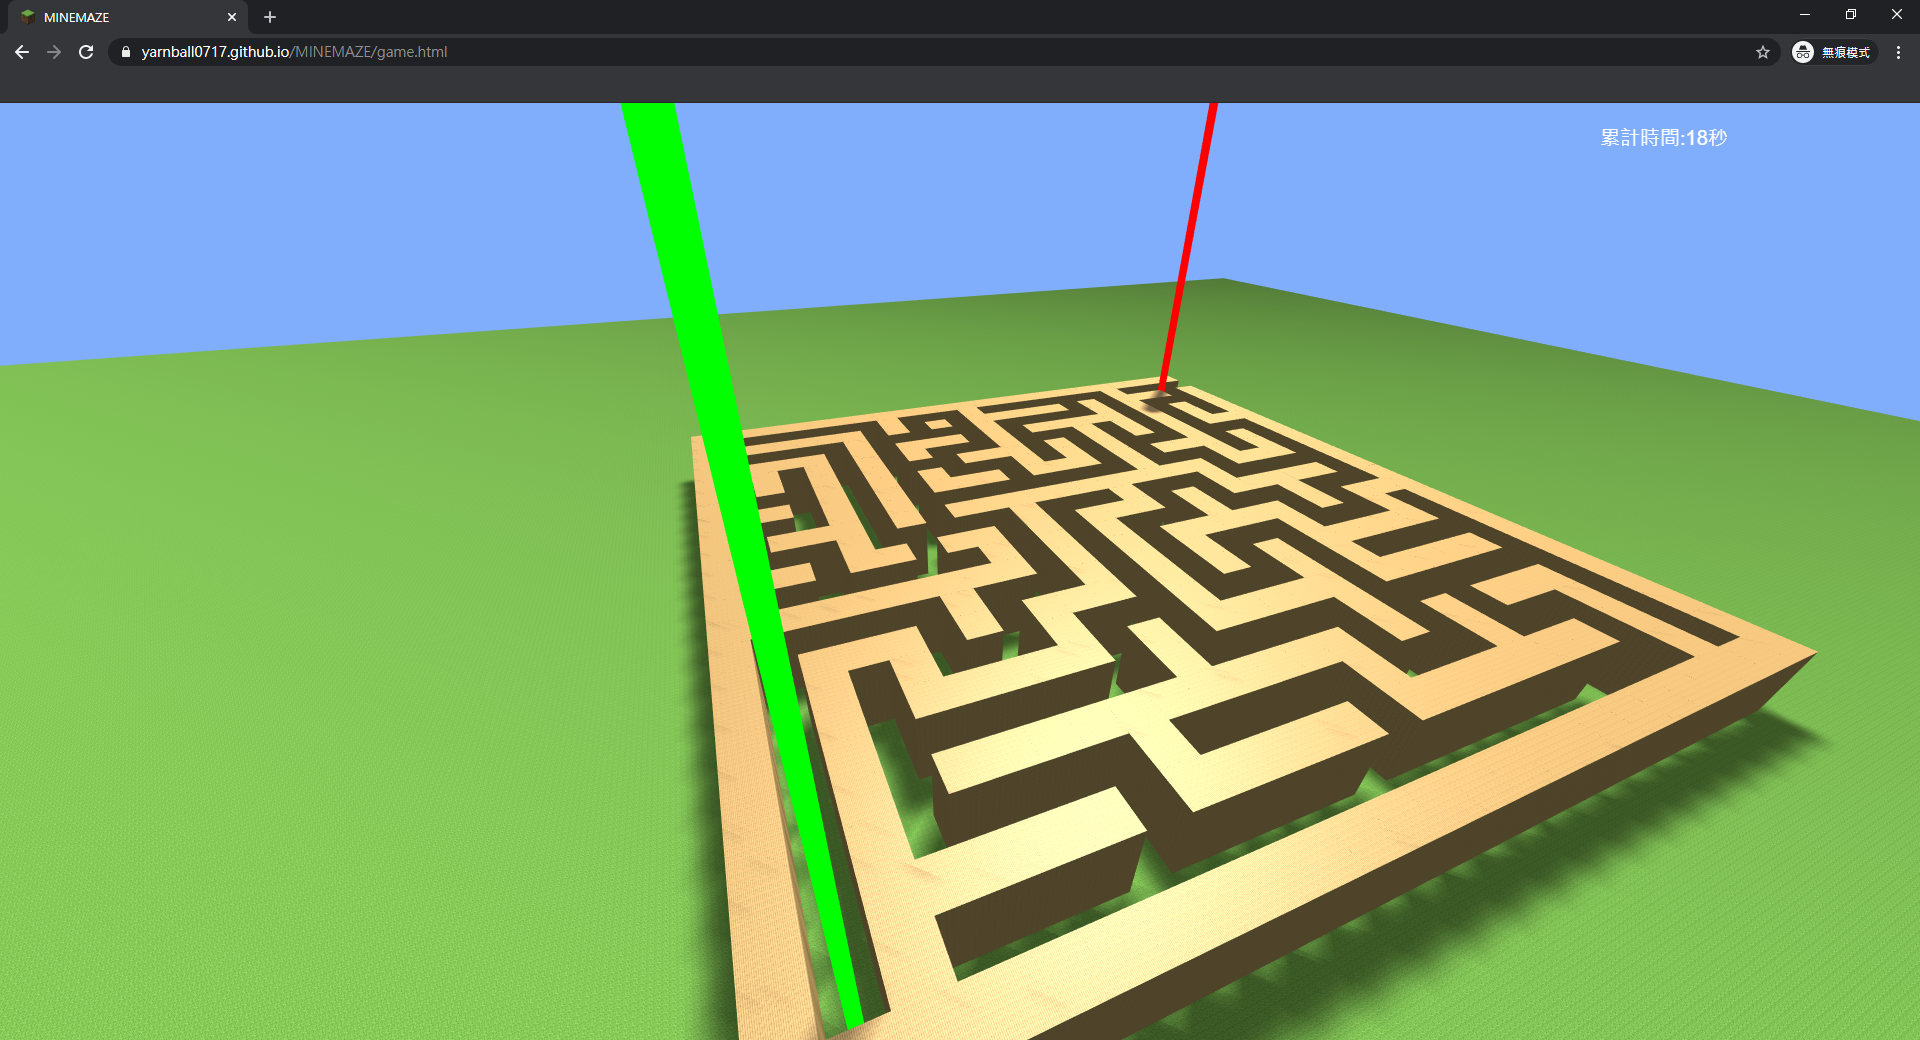 MINEMAZE
yarnball0717.github.io/MINEMAZE/game.html
無痕模式
累計時間:18秒